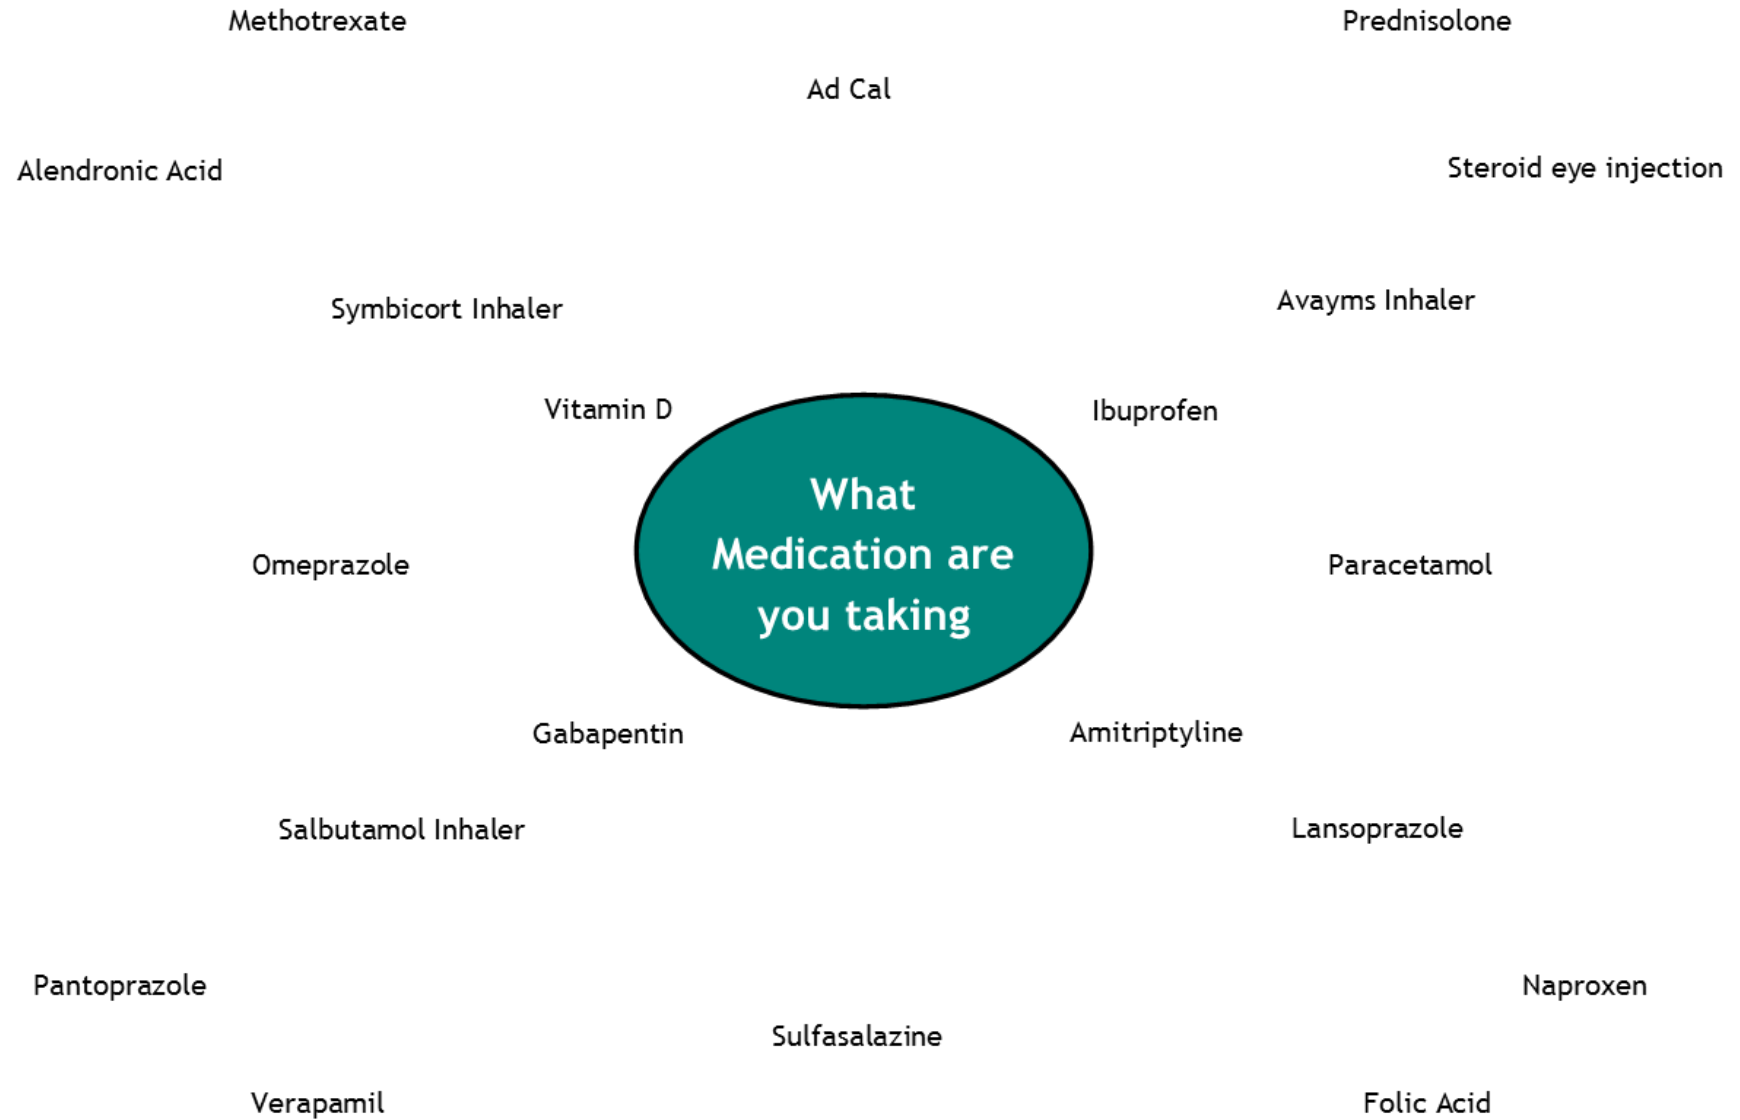 Methotrexate
Prednisolone
Ad Cal
Alendronic Acid
Steroid eye injection
Symbicort Inhaler
Avayms Inhaler
Vitamin D
Ibuprofen
What
Medication are
you taking
Omeprazole
Paracetamol
Gabapentin
Amitriptyline
Salbutamol Inhaler
Lansoprazole
Pantoprazole
Naproxen
Sulfasalazine
Verapamil
Folic Acid